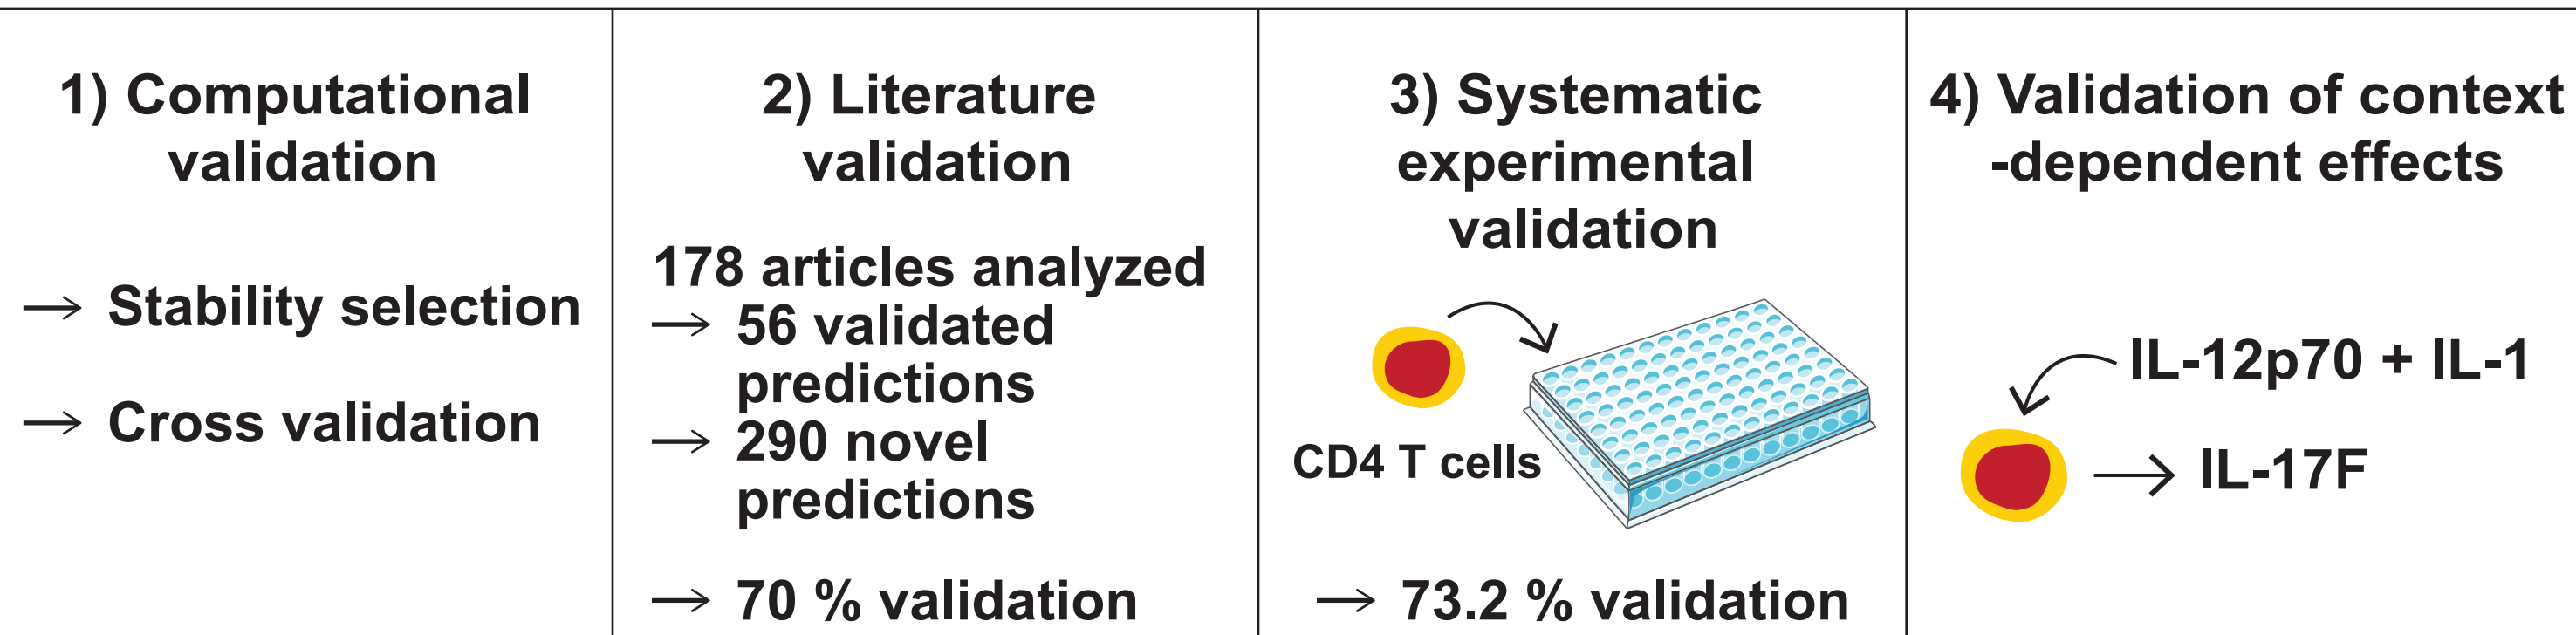 1) Computational
validation
→ Stability selection
→ Cross validation
2) Literature
validation
178 articles analyzed
→ 56 validated
predictions
→ 290 novel
predictions
→ 70 % validation
3) Systematic
experimental
validation
CD4 T cells
→ 73.2 % validation
4) Validation of context
-dependent effects
IL-12p70 + IL-1
→ IL-17F